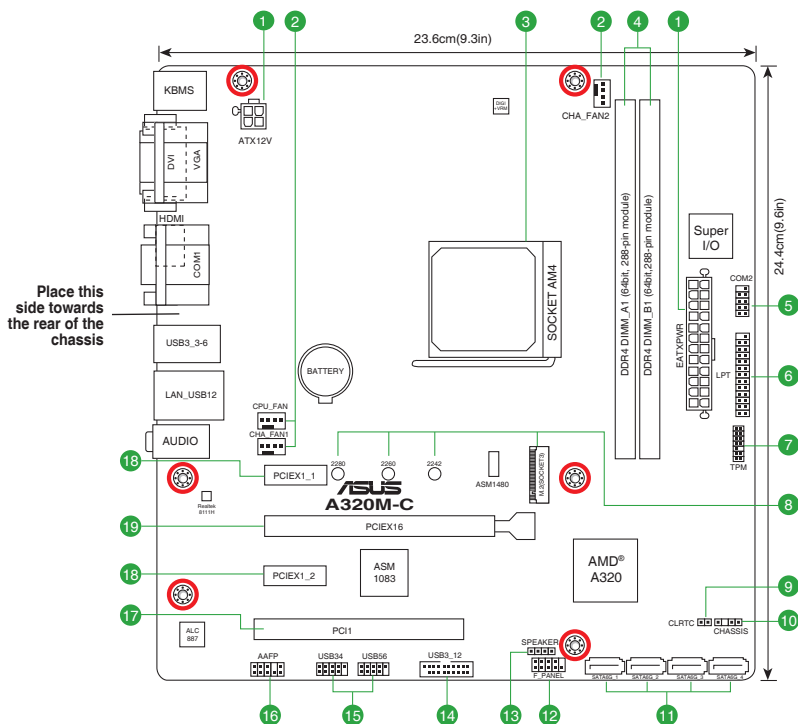 1
2
3
4
2
1
23.6cm(9.3in)
KBMS
ATX12V
DIGI
+VRM
CHA_FAN2
DVI
VGA
HDMI
COM1
Place this
side towards
the rear of the
chassis
USB3_3-6
LAN_USB12
AUDIO
SOCKET AM4
DDR4 DIMM_A1 (64bit, 288-pin module)
DDR4 DIMM_B1 (64bit,288-pin module)
Super
I/O
24.4cm(9.6in)
COM2
5
EATXPWR
LPT
6
7
TPM
BATTERY
CPU_FAN
CHA_FAN1
18
PCIEX1_1
2280
2260
2242
ASM1480
M.2(SOCKET3)
8
Realtek
8111H
ASUS
A320M-C
19
PCIEX16
18
PCIEX1_2
ASM
1083
AMD®
A320
9
CLRTC
CHASSIS
10
17
PCI1
ALC
887
AAFP
USB34
USB56
USB3_12
SPEAKER
F_PANEL
SATA6G_1
SATA6G_2
SATA6G_3
SATA6G_4
16
15
14
13
12
11